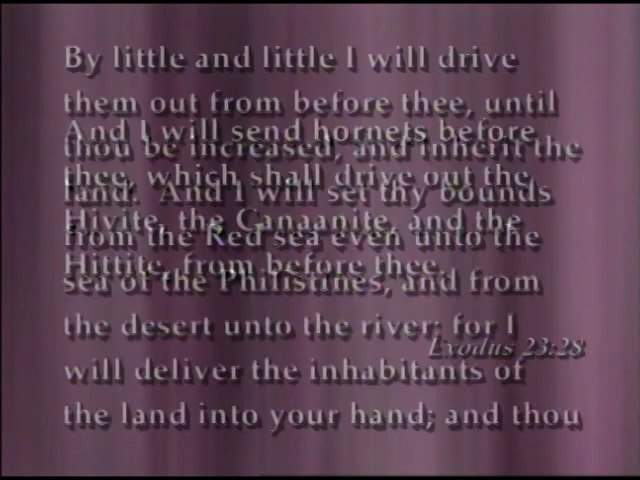 By little and little I will drive
them out from before thee, until
thou be increased, and inherit the
land. And I will set thy bounds
from the Red sea even unto the
sea of the Philistines, and from
the desert unto the river: for I
will deliver the inhabitants of
the land into your hand; and thou
And I will send hornets before
thee, which shall drive out the
Hivite, the Canaanite, and the
Hittite, from before thee.
Exodus 23:28